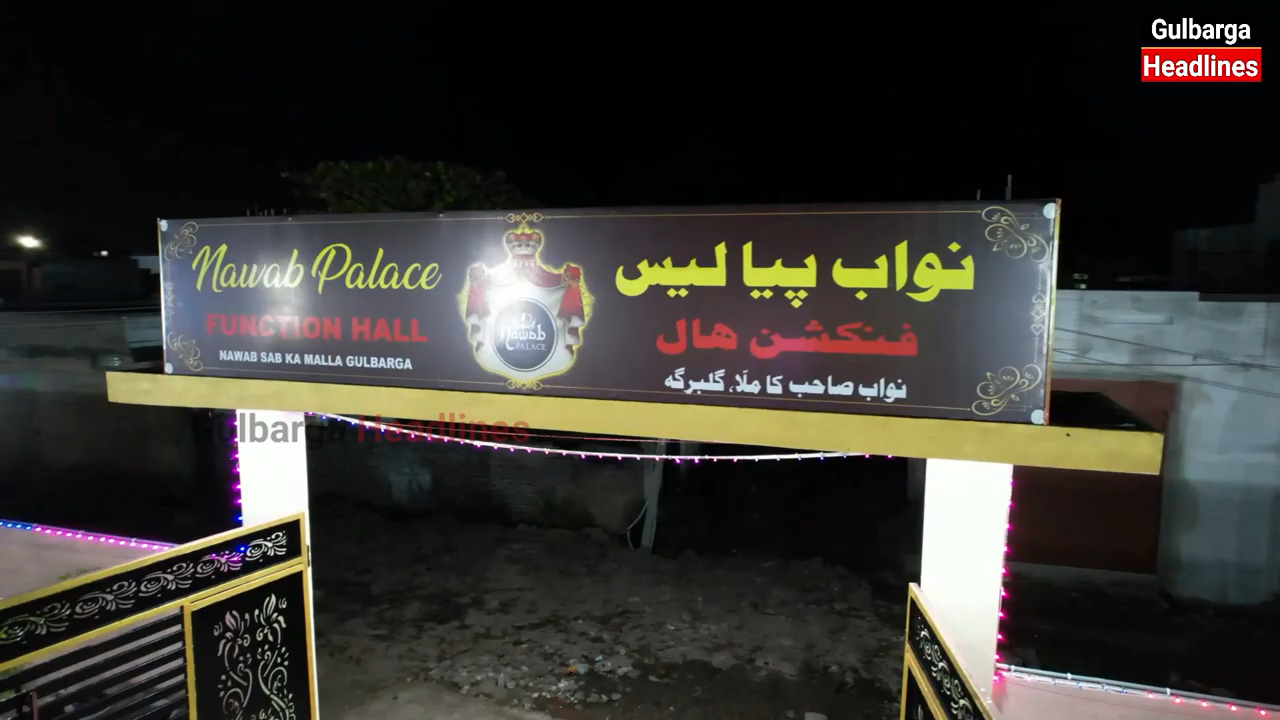 Gulbarga
Headlines
Nawab Palace
FUNCTION HALL
NAWAB SAB KA MALLA GULBARGA
Nawab
PALACE
نواب پیا لیس
فنکشن ھال
نواب صاحب کا ملّا، گلبرگہ
Gulbarga Headlines